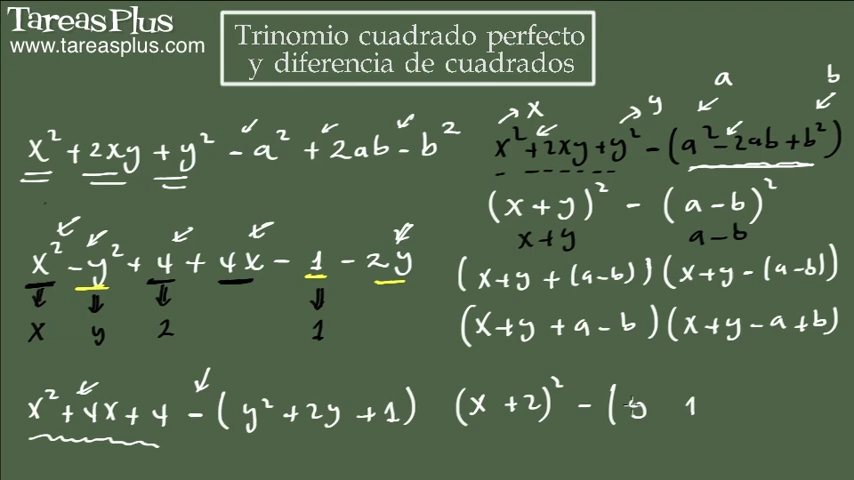 TareasPlus
www.tareasplus.com
Trinomio cuadrado perfecto
y diferencia de cuadrados
x² + 2xy + y² - a² + 2ab - b²
x y a b
x² + 2xy + y² - (a² - 2ab + b²)
(x + y)² - (a - b)²
x + y a - b
x² - y² + 4 + 4x - 1 - 2y
x y 2 1
(x + y + (a - b)) (x + y - (a - b))
(x + y + a - b) (x + y - a + b)
x² + 4x + 4 - (y² + 2y + 1)
(x + 2)² - (y 1